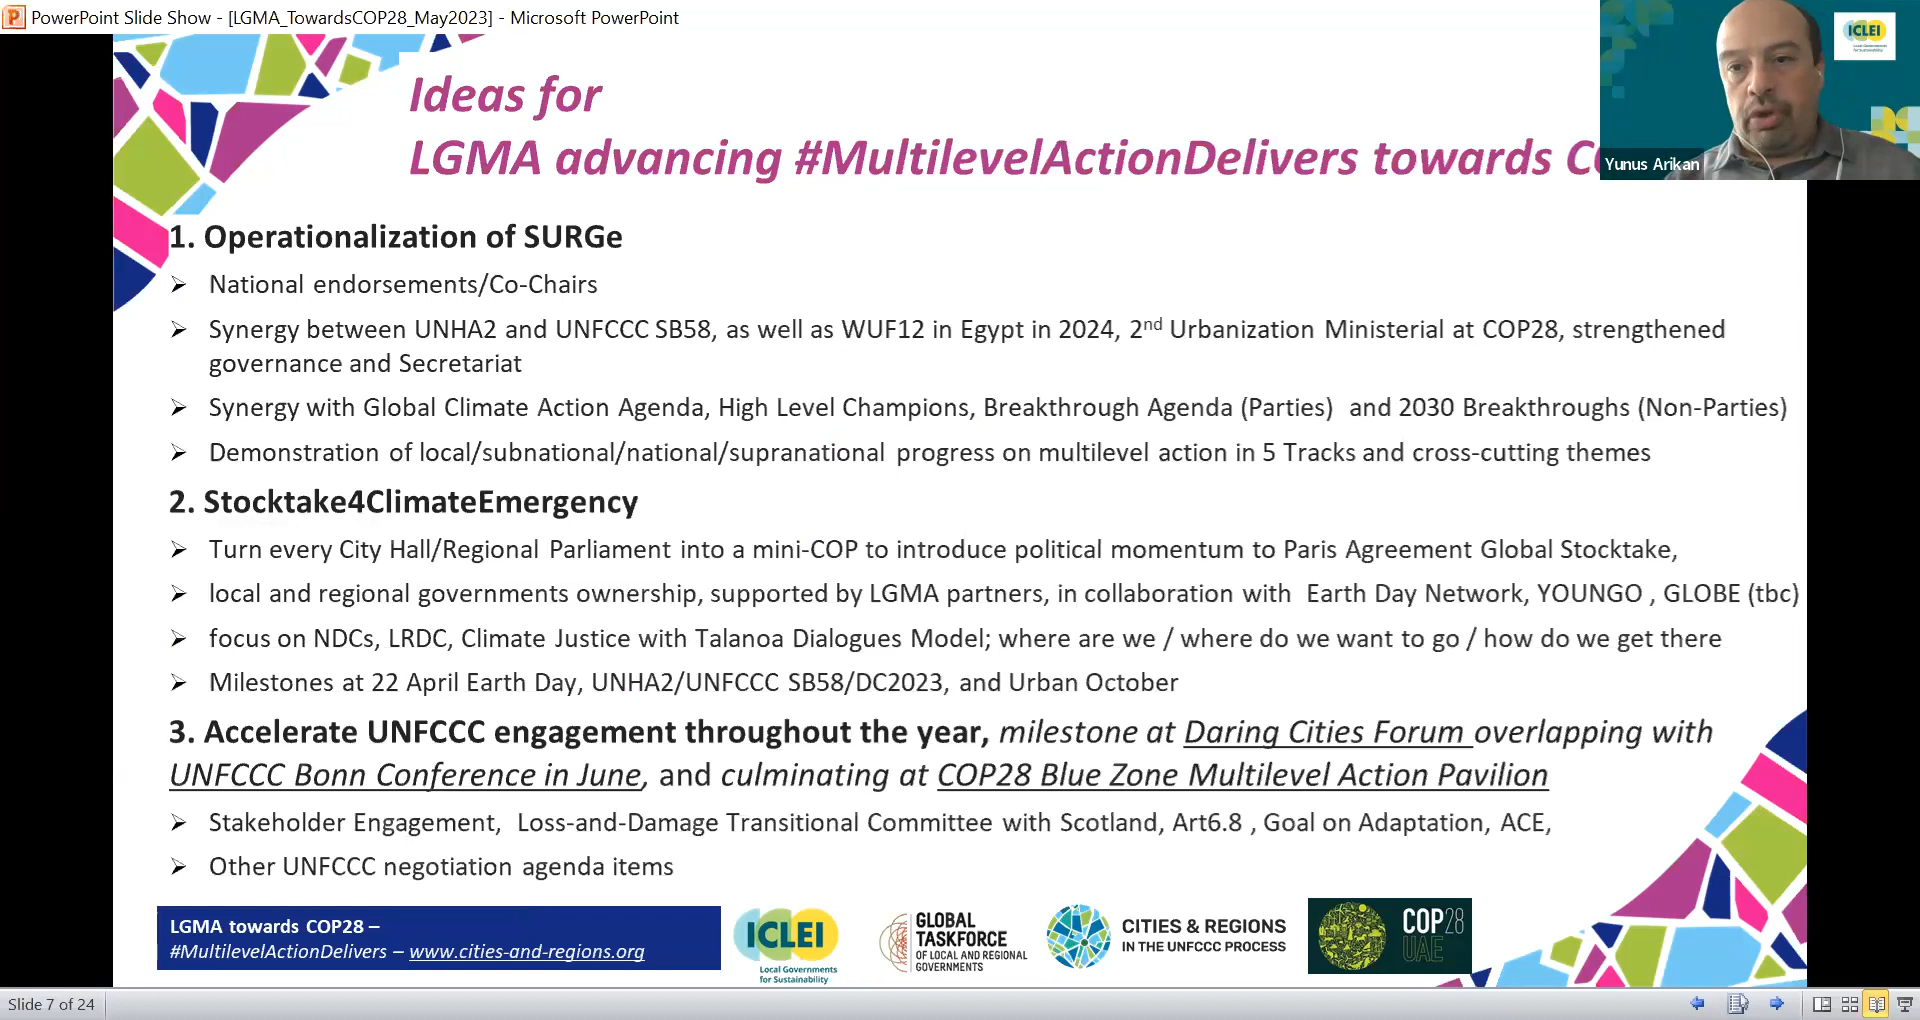 PowerPoint Slide Show - [LGMA_TowardsCOP28_May2023] - Microsoft PowerPoint
ICLEI
Local Governments
for Sustainability
Yunus Arikan
Ideas for
LGMA advancing #MultilevelActionDelivers towards C
1. Operationalization of SURGe
➢ National endorsements/Co-Chairs
➢ Synergy between UNHA2 and UNFCCC SB58, as well as WUF12 in Egypt in 2024, 2nd Urbanization Ministerial at COP28, strengthened
governance and Secretariat
➢ Synergy with Global Climate Action Agenda, High Level Champions, Breakthrough Agenda (Parties) and 2030 Breakthroughs (Non-Parties)
➢ Demonstration of local/subnational/national/supranational progress on multilevel action in 5 Tracks and cross-cutting themes
2. Stocktake4ClimateEmergency
➢ Turn every City Hall/Regional Parliament into a mini-COP to introduce political momentum to Paris Agreement Global Stocktake,
➢ local and regional governments ownership, supported by LGMA partners, in collaboration with Earth Day Network, YOUNGO , GLOBE (tbc)
➢ focus on NDCs, LRDC, Climate Justice with Talanoa Dialogues Model; where are we / where do we want to go / how do we get there
➢ Milestones at 22 April Earth Day, UNHA2/UNFCCC SB58/DC2023, and Urban October
3. Accelerate UNFCCC engagement throughout the year, milestone at Daring Cities Forum overlapping with
UNFCCC Bonn Conference in June, and culminating at COP28 Blue Zone Multilevel Action Pavilion
➢ Stakeholder Engagement, Loss-and-Damage Transitional Committee with Scotland, Art6.8 , Goal on Adaptation, ACE,
➢ Other UNFCCC negotiation agenda items
LGMA towards COP28 –
#MultilevelActionDelivers – www.cities-and-regions.org
ICLEI
Local Governments
for Sustainability
GLOBAL
TASKFORCE
OF LOCAL AND REGIONAL
GOVERNMENTS
CITIES & REGIONS
IN THE UNFCCC PROCESS
COP28
UAE
Slide 7 of 24